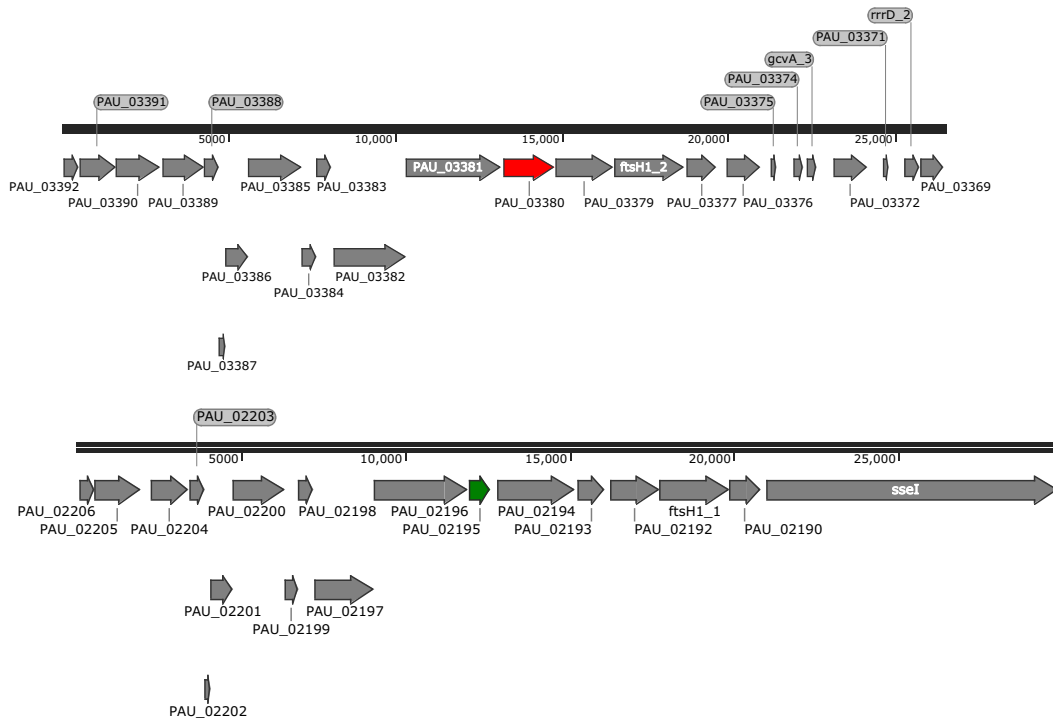 rrrD_2
PAU_03371
gcvA_3
PAU_03374
PAU_03391 PAU_03388 PAU_03375
5000 10,000 15,000 20,000 25,000
PAU_03381 ftsH1_2
PAU_03392 PAU_03385 PAU_03383 PAU_03369
PAU_03390 PAU_03389 PAU_03380 PAU_03379 PAU_03377 PAU_03376 PAU_03372
PAU_03386 PAU_03382
PAU_03384
PAU_03387
PAU_02203
5000 10,000 15,000 20,000 25,000
sseI
PAU_02206 PAU_02200 PAU_02198 PAU_02196 PAU_02194 ftsH1_1
PAU_02205 PAU_02204 PAU_02195 PAU_02193 PAU_02192 PAU_02190
PAU_02201 PAU_02197
PAU_02199
PAU_02202